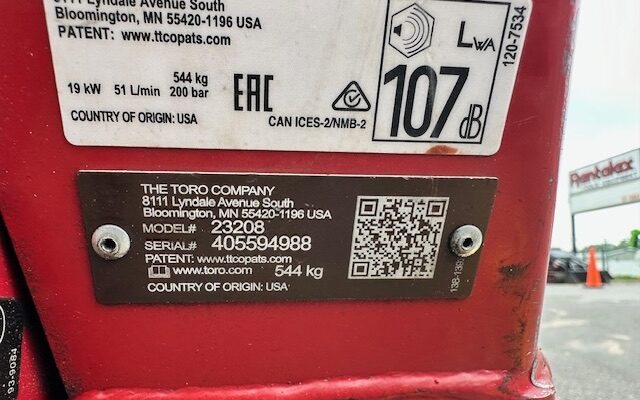 8111 Lyndale Avenue South
Bloomington, MN 55420-1196 USA
PATENT: www.ttcopats.com
544 kg
19 kW 51 L/min 200 bar
EAC
COUNTRY OF ORIGIN: USA
CAN ICES-2/NMB-2
LWA
107 dB
120-7534
THE TORO COMPANY
8111 Lyndale Avenue South
Bloomington, MN 55420-1196 USA
MODEL# 23208
SERIAL# 405594988
PATENT: www.ttcopats.com
www.toro.com 544 kg
COUNTRY OF ORIGIN: USA
93-9084
Rentalex